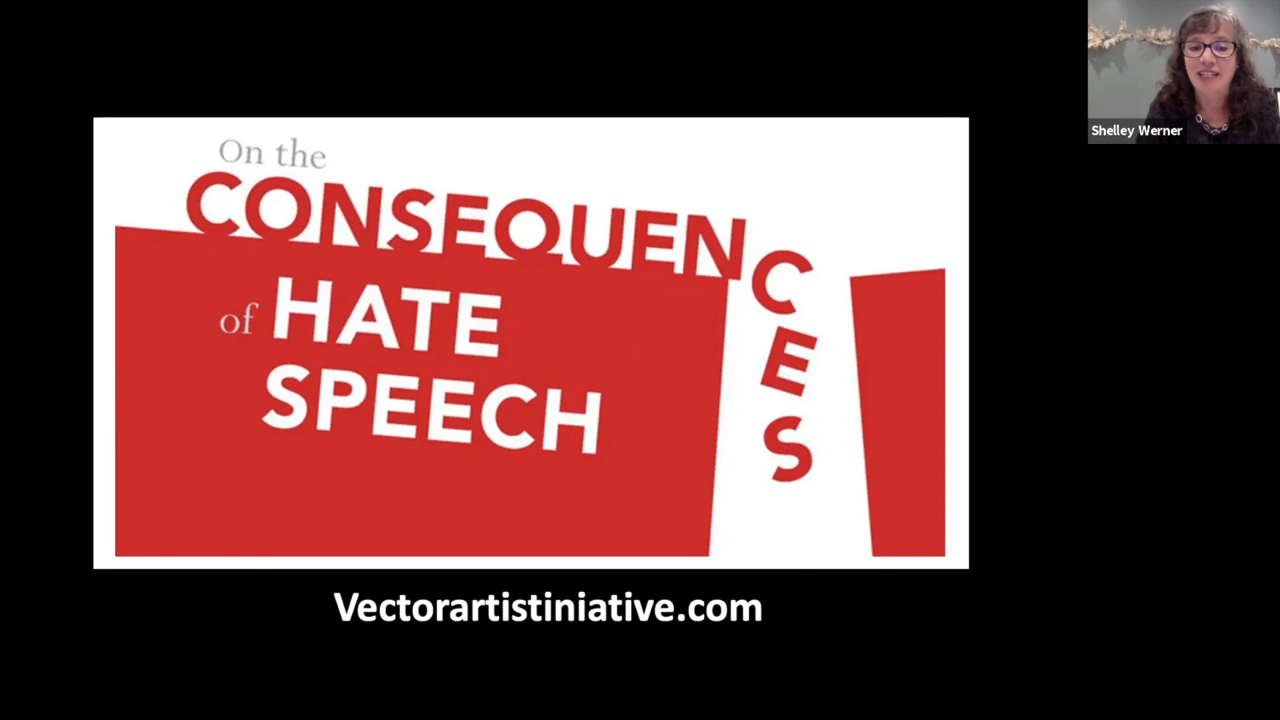 On the
CONSEQUENCES
of HATE
SPEECH
Vectorartistiniative.com
Shelley Werner